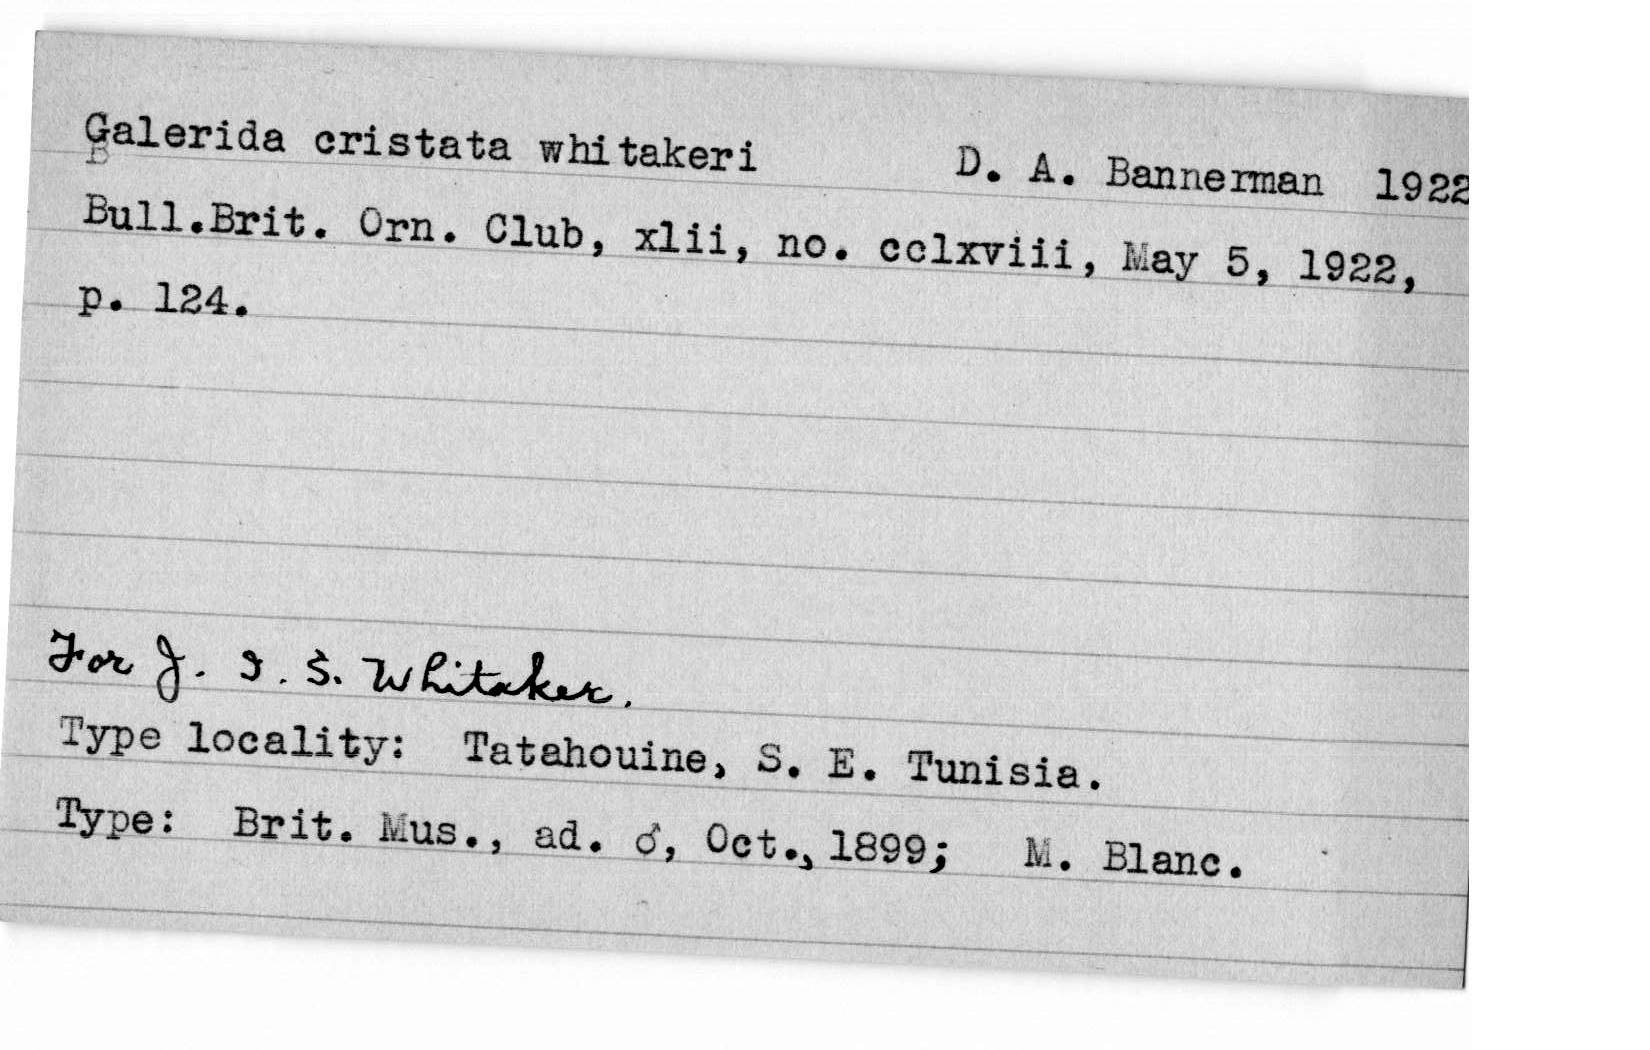 Galerida cristata whitakeri D. A. Bannerman 1922
Bull.Brit. Orn. Club, xlii, no. cclxviii, May 5, 1922,
p. 124.
For J. I. S. Whitaker.
Type locality: Tatahouine, S. E. Tunisia.
Type: Brit. Mus., ad. ♂, Oct., 1899; M. Blanc.